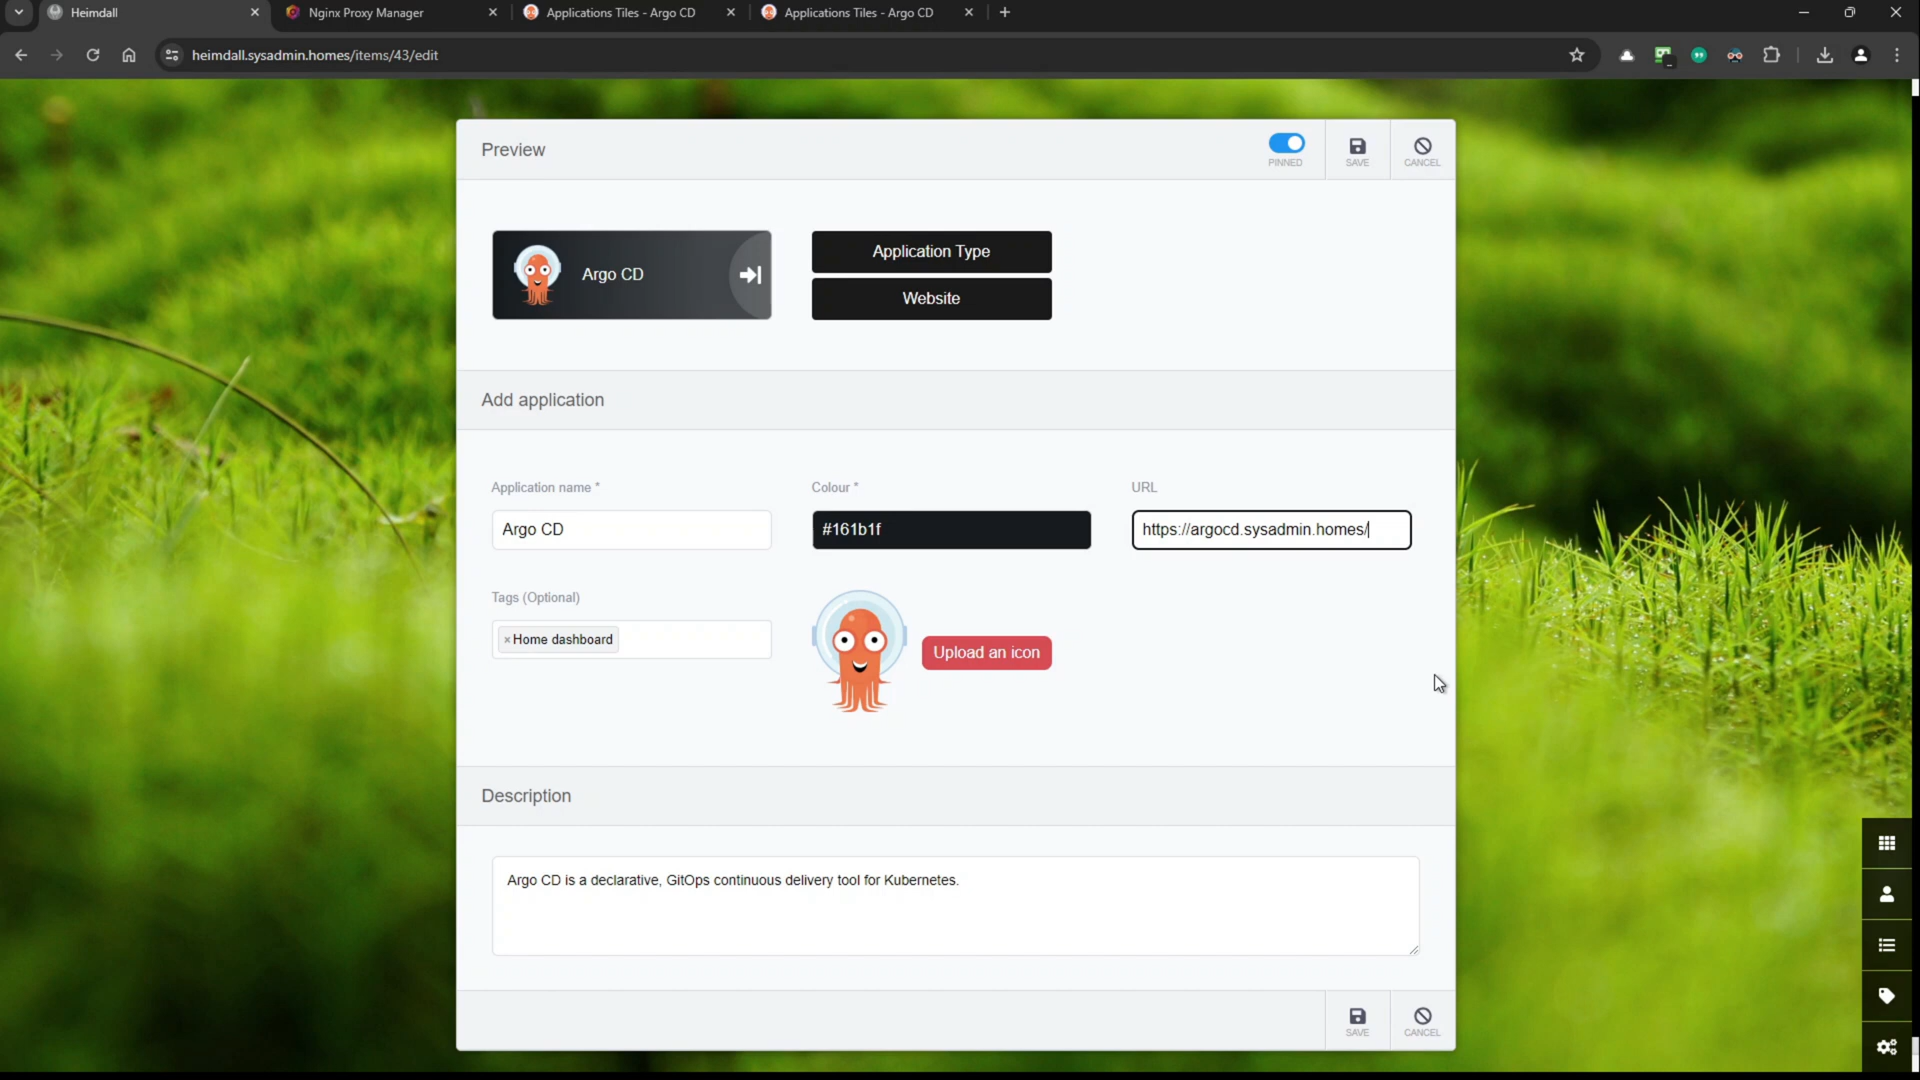 Heimdall
Nginx Proxy Manager
Applications Tiles - Argo CD
Applications Tiles - Argo CD
heimdall.sysadmin.homes/items/43/edit
Preview
PINNED
SAVE
CANCEL
Argo CD
Application Type
Website
Add application
Application name *
Colour *
URL
Argo CD
#161b1f
https://argocd.sysadmin.homes/
Tags (Optional)
×Home dashboard
Upload an icon
Description
Argo CD is a declarative, GitOps continuous delivery tool for Kubernetes.
SAVE
CANCEL